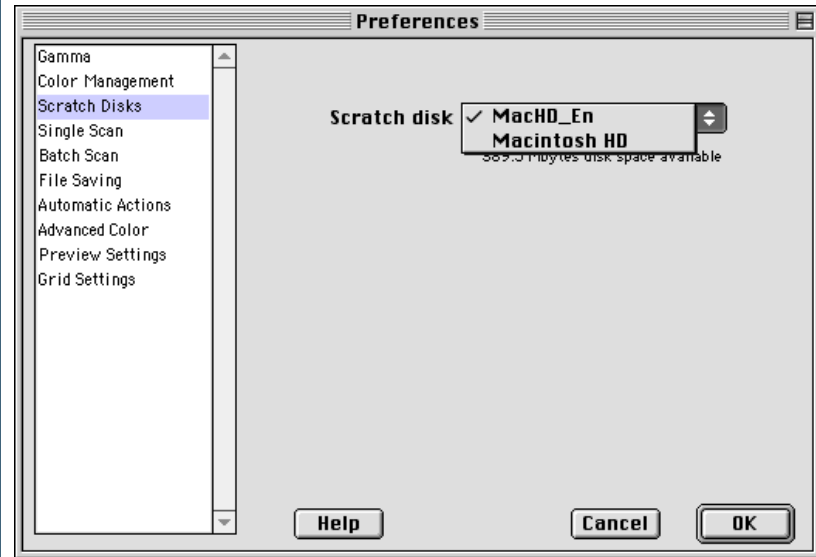 Preferences
Gamma
Color Management
Scratch Disks
Single Scan
Batch Scan
File Saving
Automatic Actions
Advanced Color
Preview Settings
Grid Settings
Scratch disk
✓ MacHD_En
Macintosh HD
Mbytes disk space available
Help
Cancel
OK